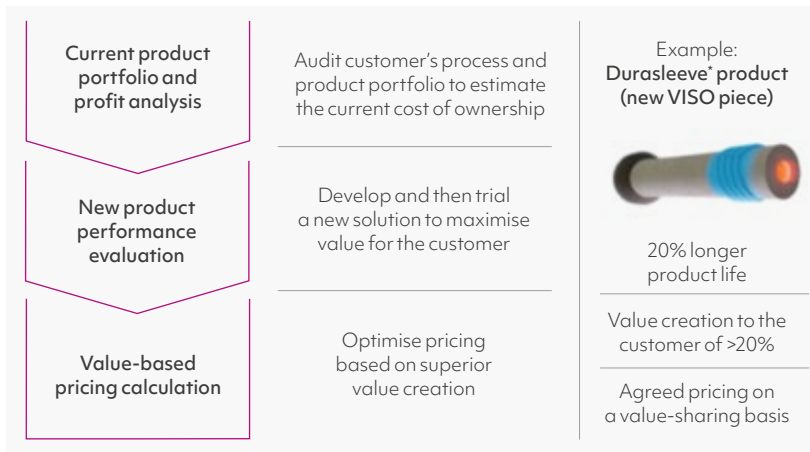 Current product
portfolio and
profit analysis
Audit customer’s process and
product portfolio to estimate
the current cost of ownership
New product
performance
evaluation
Develop and then trial
a new solution to maximise
value for the customer
Value-based
pricing calculation
Optimise pricing
based on superior
value creation
Example:
Durasleeve* product
(new VISO piece)
20% longer
product life
Value creation to the
customer of >20%
Agreed pricing on
a value-sharing basis